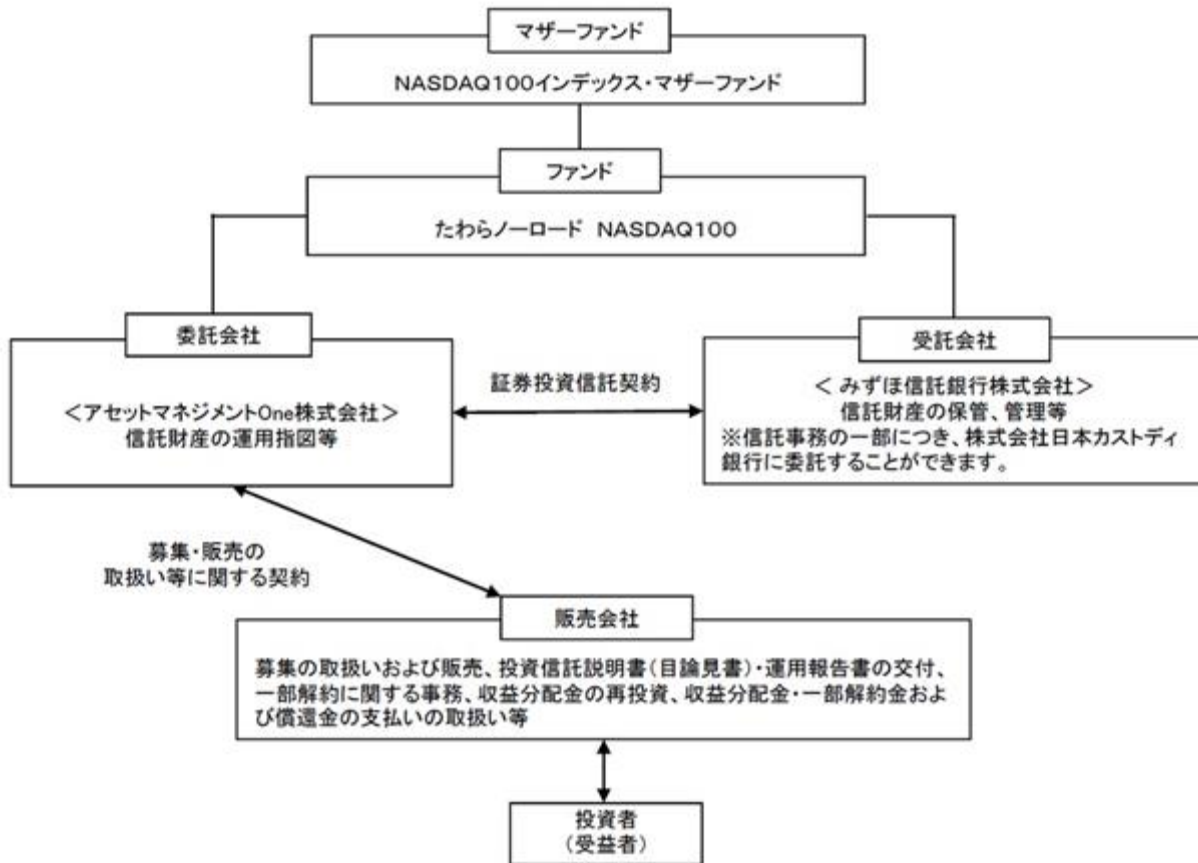 マザーファンド
NASDAQ100インデックス・マザーファンド
ファンド
たわらノーロード NASDAQ100
委託会社
<アセットマネジメントOne株式会社>
信託財産の運用指図等
証券投資信託契約
受託会社
< みずほ信託銀行株式会社>
信託財産の保管、管理等
※信託事務の一部につき、株式会社日本カストディ
銀行に委託することができます。
募集・販売の
取扱い等に関する契約
販売会社
募集の取扱いおよび販売、投資信託説明書(目論見書)・運用報告書の交付、
一部解約に関する事務、収益分配金の再投資、収益分配金・一部解約金およ
び償還金の支払いの取扱い等
投資者
(受益者)